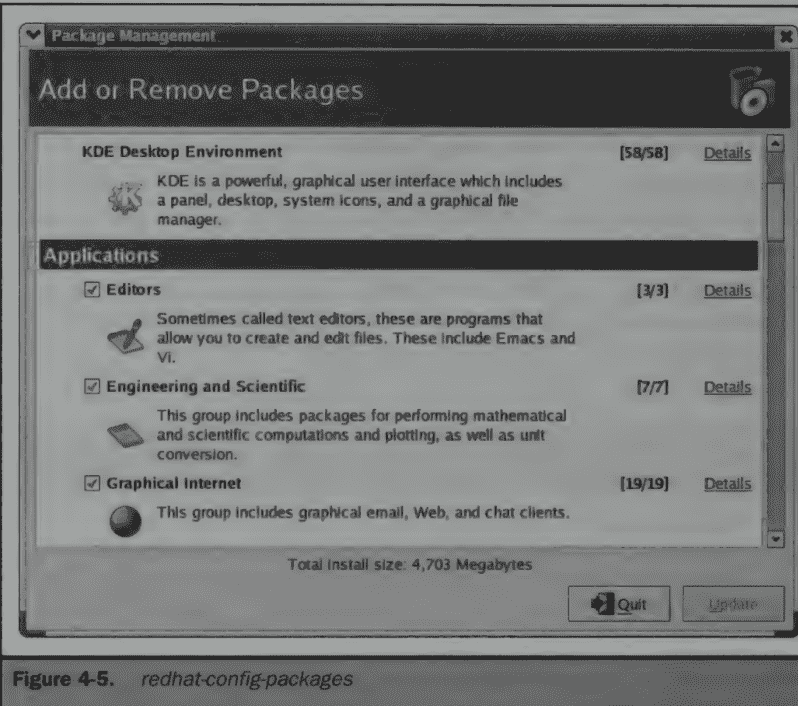 Package Management
Add or Remove Packages
KDE Desktop Environment [58/58] Details
KDE is a powerful, graphical user interface which includes
a panel, desktop, system icons, and a graphical file
manager.
Applications
Editors [3/3] Details
Sometimes called text editors, these are programs that
allow you to create and edit files. These include Emacs and
Vi.
Engineering and Scientific [7/7] Details
This group includes packages for performing mathematical
and scientific computations and plotting, as well as unit
conversion.
Graphical Internet [19/19] Details
This group includes graphical email, Web, and chat clients.
Total install size: 4,703 Megabytes
Quit Update
Figure 4-5. redhat-config-packages